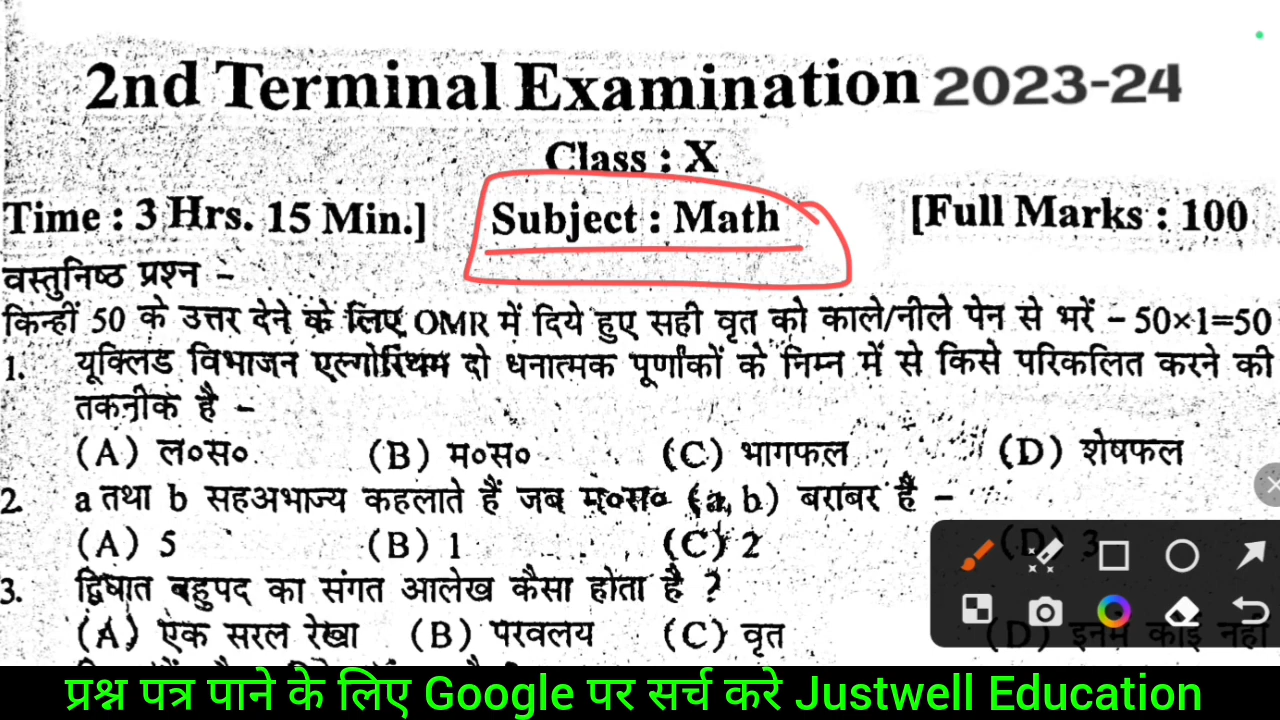 2nd Terminal Examination 2023-24
Class : X
Time : 3 Hrs. 15 Min.] Subject : Math [Full Marks : 100
वस्तुनिष्ठ प्रश्न –
किन्हीं 50 के उत्तर देने के लिए OMR में दिये हुए सही वृत को काले/नीले पेन से भरें – 50×1=50
1. यूक्लिड विभाजन एल्गोरिथम दो धनात्मक पूर्णांकों के निम्न में से किसे परिकलित करने की
तकनीक है –
(A) ल०स० (B) म०स० (C) भागफल (D) शेषफल
2. a तथा b सहअभाज्य कहलाते हैं जब म०स० (a, b) बराबर है –
(A) 5 (B) 1 (C) 2 (D) 3
3. द्विघात बहुपद का संगत आलेख कैसा होता है ?
(A) एक सरल रेखा (B) परवलय (C) वृत (D) इनमें कोई नहीं
प्रश्न पत्र पाने के लिए Google पर सर्च करे Justwell Education